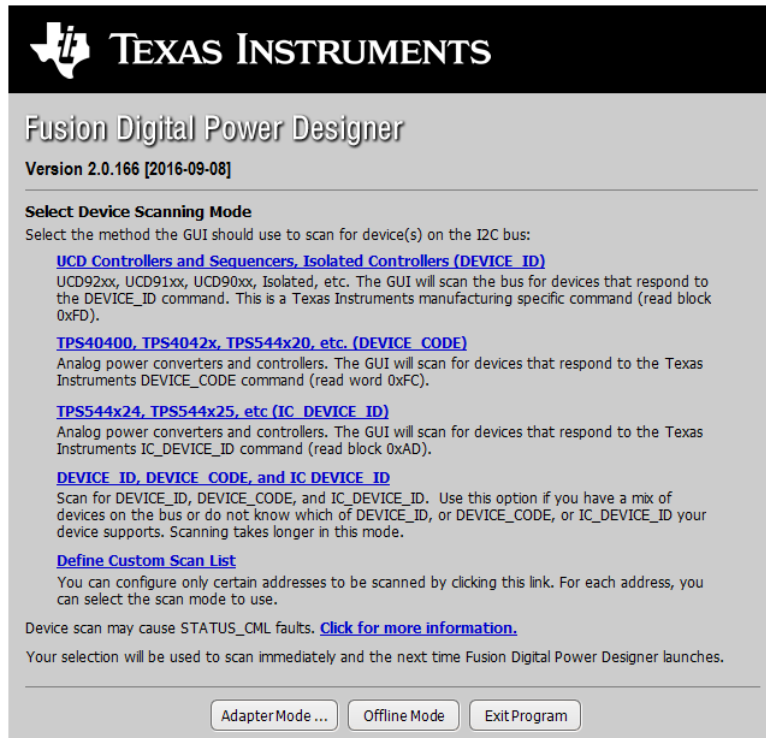 TEXAS INSTRUMENTS
Fusion Digital Power Designer
Version 2.0.166 [2016-09-08]
Select Device Scanning Mode
Select the method the GUI should use to scan for device(s) on the I2C bus:
UCD Controllers and Sequencers, Isolated Controllers (DEVICE_ID)
UCD92xx, UCD91xx, UCD90xx, Isolated, etc. The GUI will scan the bus for devices that respond to
the DEVICE_ID command. This is a Texas Instruments manufacturing specific command (read block
0xFD).
TPS40400, TPS4042x, TPS544x20, etc. (DEVICE_CODE)
Analog power converters and controllers. The GUI will scan for devices that respond to the Texas
Instruments DEVICE_CODE command (read word 0xFC).
TPS544x24, TPS544x25, etc (IC_DEVICE_ID)
Analog power converters and controllers. The GUI will scan for devices that respond to the Texas
Instruments IC_DEVICE_ID command (read block 0xAD).
DEVICE_ID, DEVICE_CODE, and IC DEVICE_ID
Scan for DEVICE_ID, DEVICE_CODE, and IC_DEVICE_ID. Use this option if you have a mix of
devices on the bus or do not know which of DEVICE_ID, or DEVICE_CODE, or IC_DEVICE_ID your
device supports. Scanning takes longer in this mode.
Define Custom Scan List
You can configure only certain addresses to be scanned by clicking this link. For each address, you
can select the scan mode to use.
Device scan may cause STATUS_CML faults. Click for more information.
Your selection will be used to scan immediately and the next time Fusion Digital Power Designer launches.
Adapter Mode ... Offline Mode Exit Program